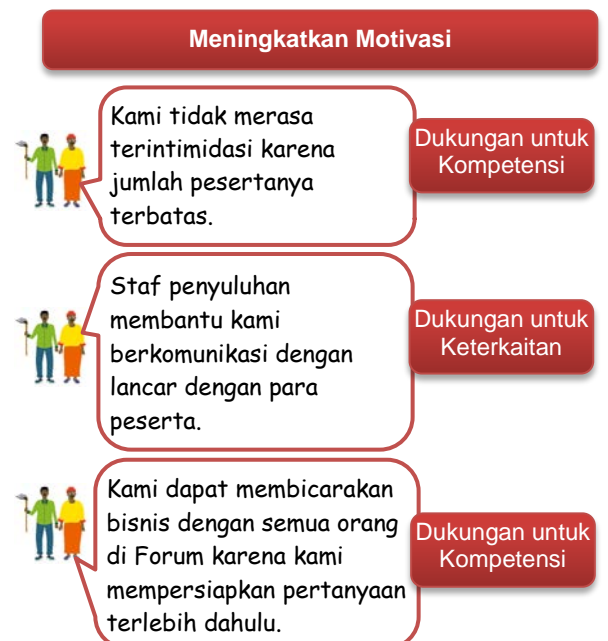 Meningkatkan Motivasi
Kami tidak merasa
terintimidasi karena
jumlah pesertanya
terbatas.
Dukungan untuk
Kompetensi
Staf penyuluhan
membantu kami
berkomunikasi dengan
lancar dengan para
peserta.
Dukungan untuk
Keterkaitan
Kami dapat membicarakan
bisnis dengan semua orang
di Forum karena kami
mempersiapkan pertanyaan
terlebih dahulu.
Dukungan untuk
Kompetensi